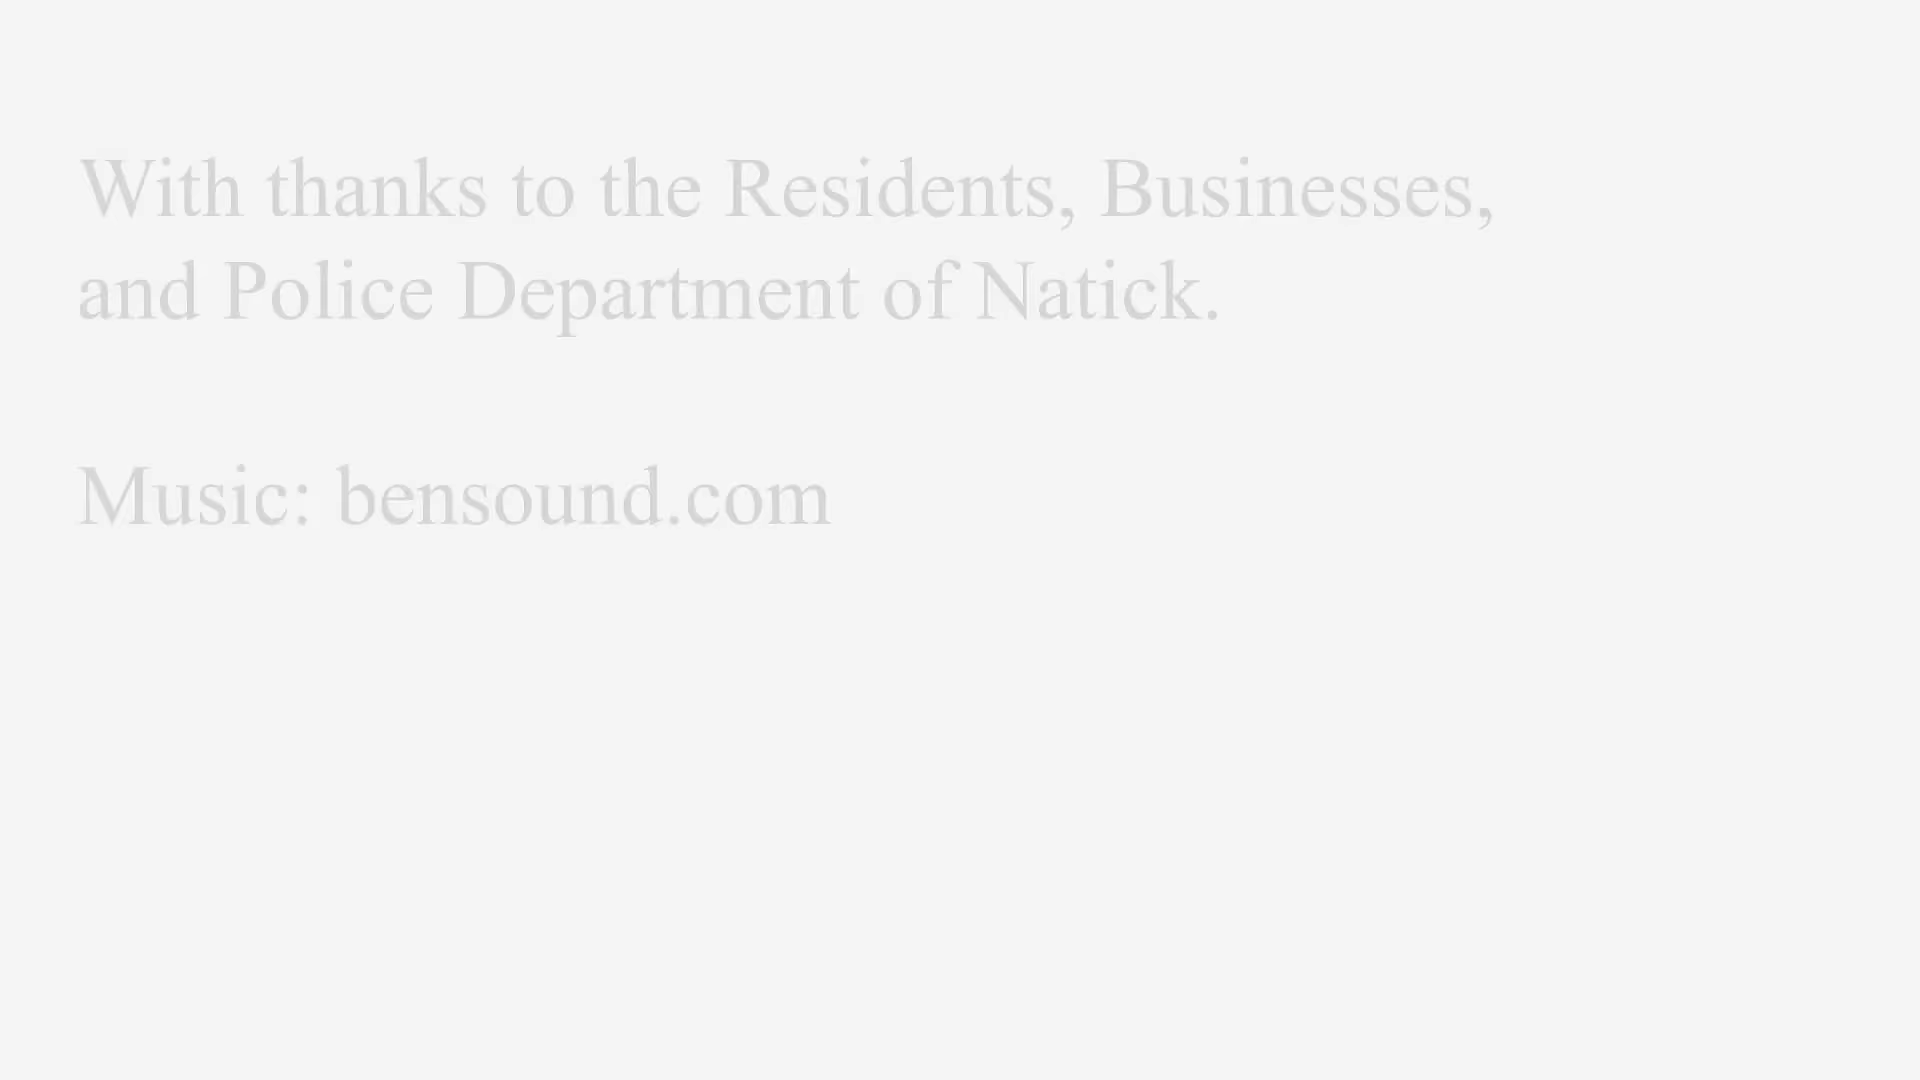 With thanks to the Residents, Businesses,
and Police Department of Natick.
Music: bensound.com